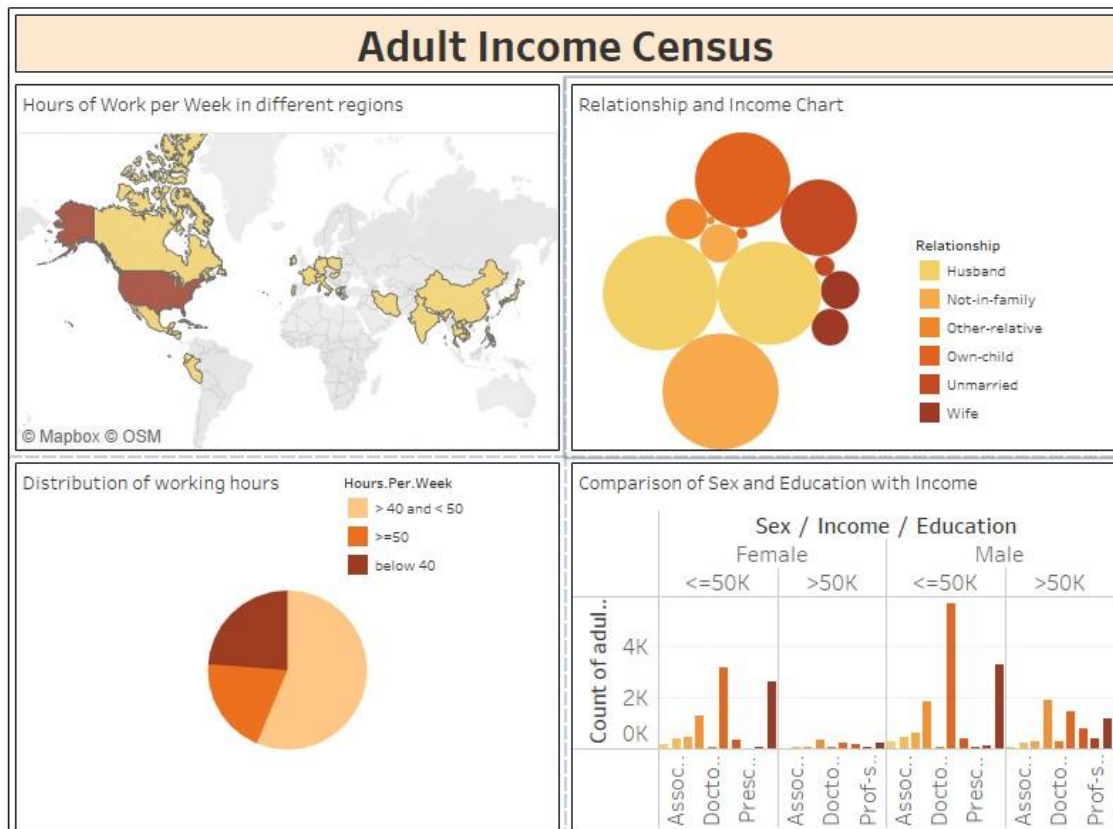 Adult Income Census
Hours of Work per Week in different regions
© Mapbox © OSM
Relationship and Income Chart
Relationship
Husband
Not-in-family
Other-relative
Own-child
Unmarried
Wife
Distribution of working hours
Hours.Per.Week
> 40 and < 50
>=50
below 40
Comparison of Sex and Education with Income
Sex / Income / Education
Female Male
<=50K >50K <=50K >50K
Count of adul..
4K
2K
0K
Assoc.. Docto.. Presc.. Assoc.. Docto.. Prof-s.. Assoc.. Docto.. Presc.. Assoc.. Docto.. Prof-s..